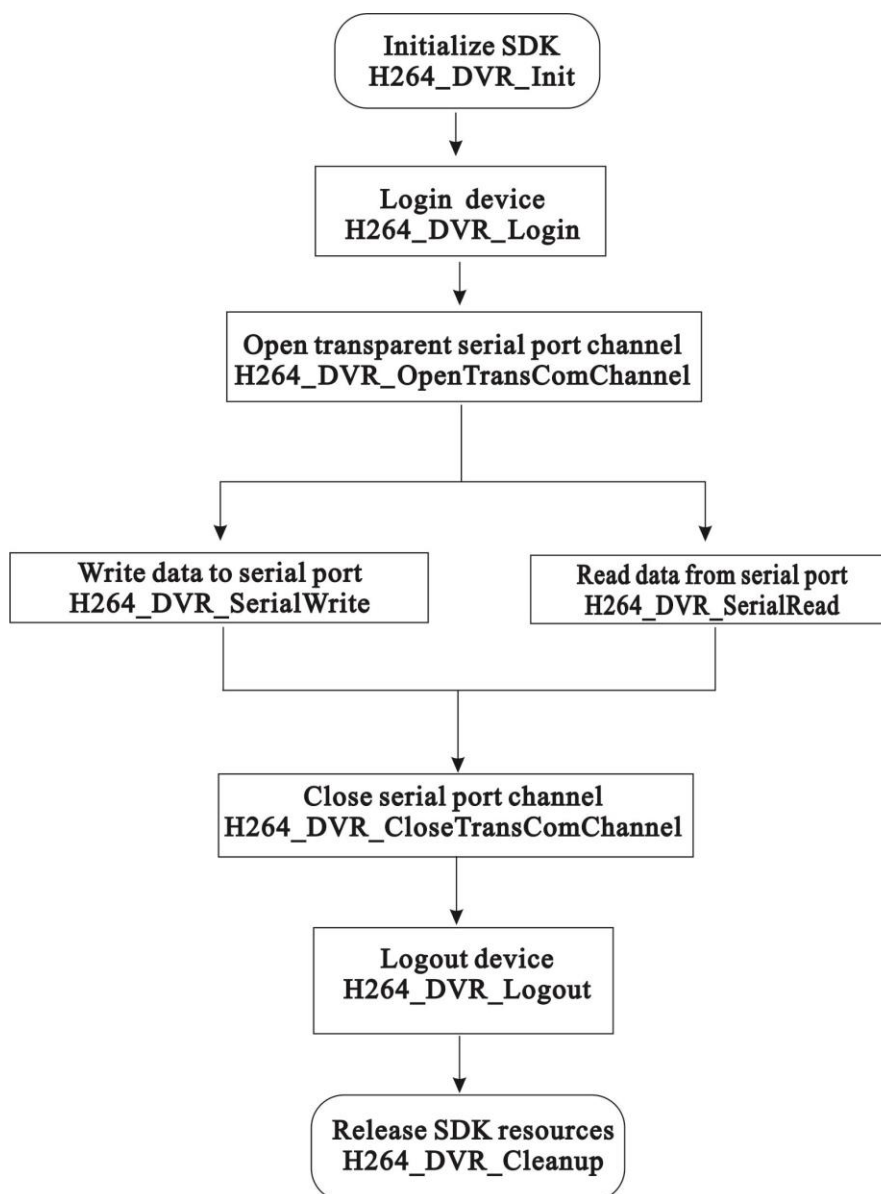 Initialize SDK
H264_DVR_Init
Login device
H264_DVR_Login
Open transparent serial port channel
H264_DVR_OpenTransComChannel
Write data to serial port
H264_DVR_SerialWrite
Read data from serial port
H264_DVR_SerialRead
Close serial port channel
H264_DVR_CloseTransComChannel
Logout device
H264_DVR_Logout
Release SDK resources
H264_DVR_Cleanup